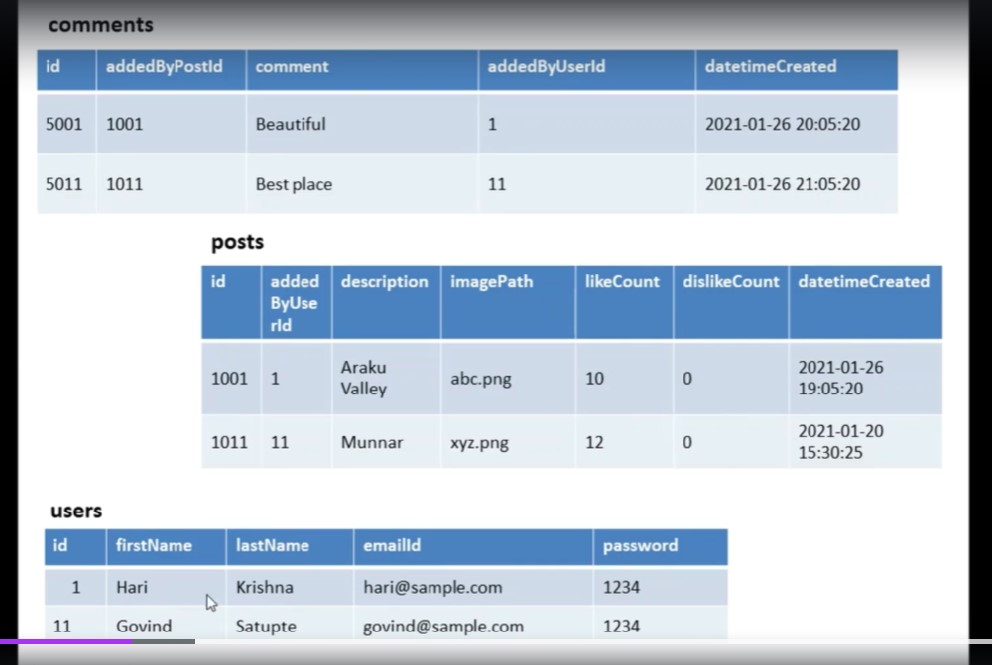 comments
id addedByPostId comment addedByUserId datetimeCreated
5001 1001 Beautiful 1 2021-01-26 20:05:20
5011 1011 Best place 11 2021-01-26 21:05:20
posts
id added description imagePath likeCount dislikeCount datetimeCreated
ByUse
rId
1001 1 Araku Valley abc.png 10 0 2021-01-26 19:05:20
1011 11 Munnar xyz.png 12 0 2021-01-20 15:30:25
users
id firstName lastName emailId password
1 Hari Krishna hari@sample.com 1234
11 Govind Satupte govind@sample.com 1234